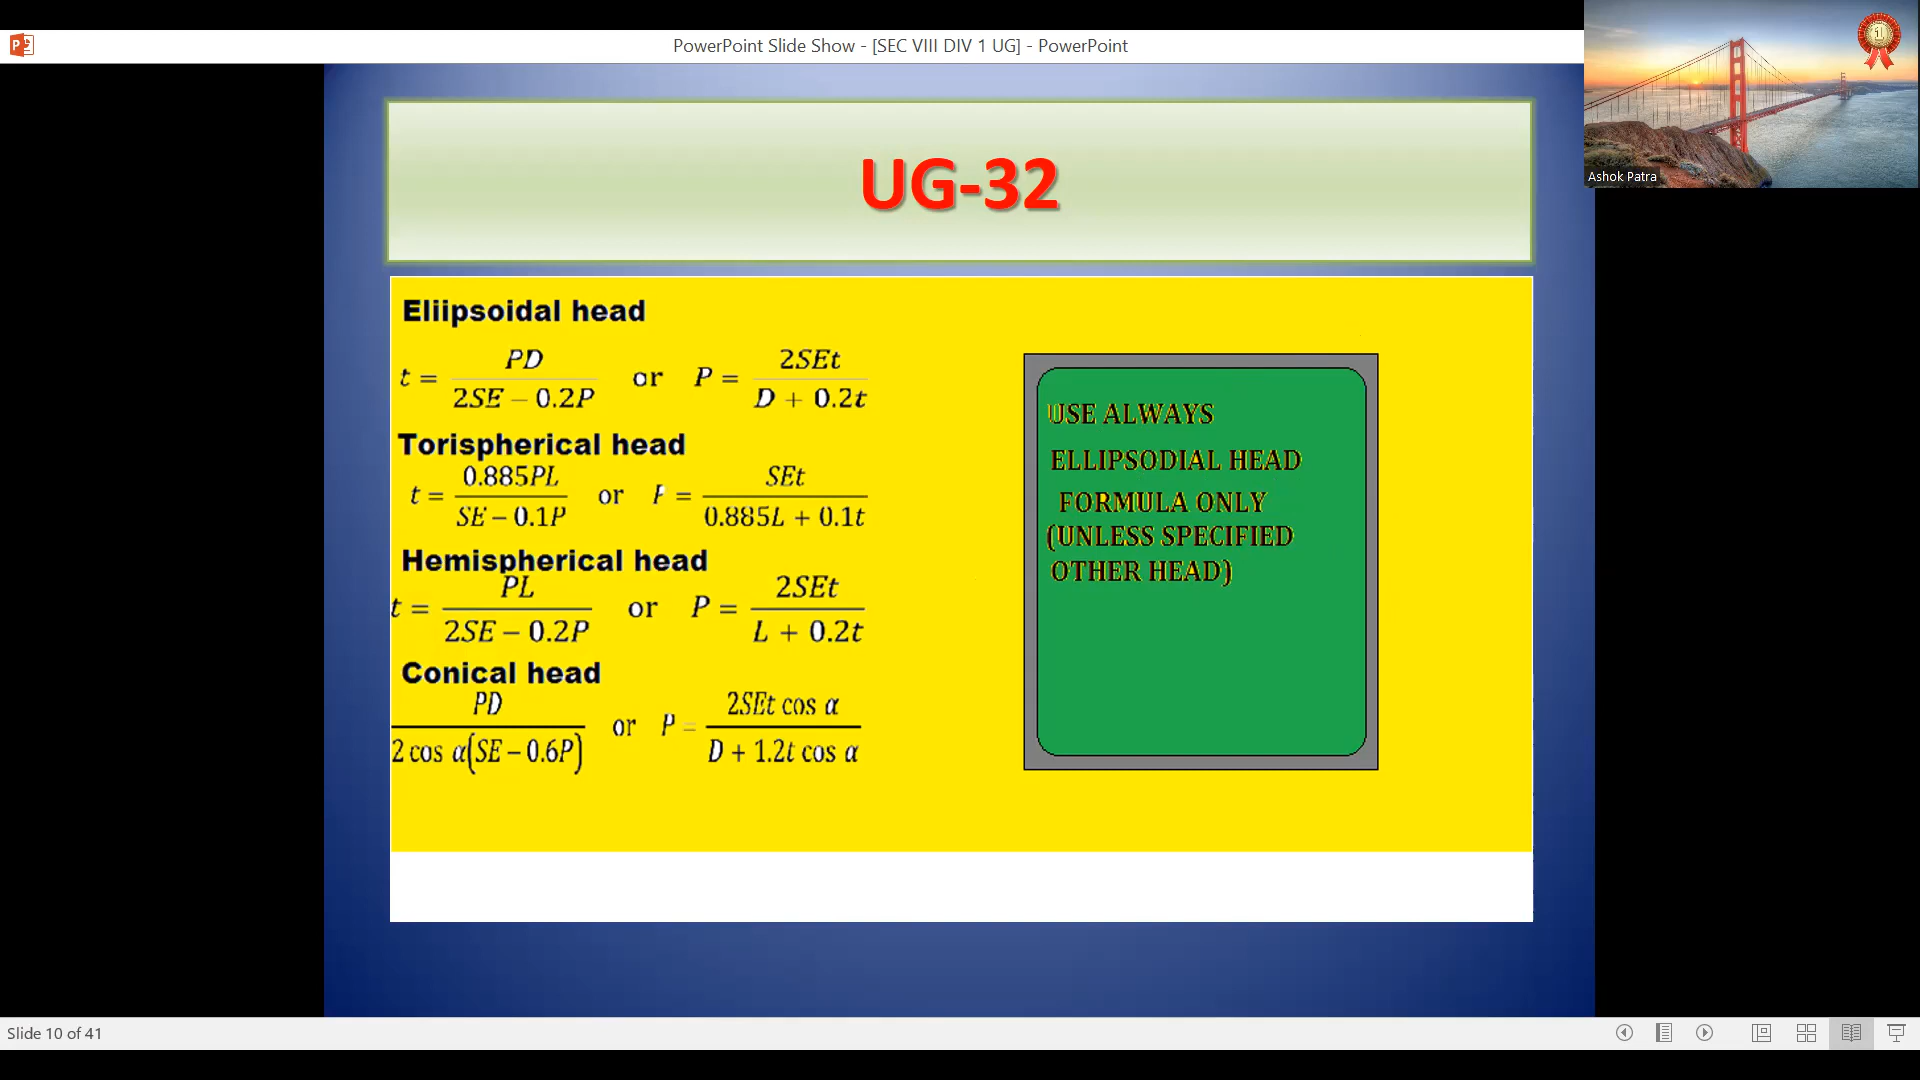 PowerPoint Slide Show - [SEC VIII DIV 1 UG] - PowerPoint
Ashok Patra
UG-32
Eliipsoidal head
t = PD / (2SE − 0.2P) or P = 2SEt / (D + 0.2t)
Torispherical head
t = 0.885PL / (SE − 0.1P) or P = SEt / (0.885L + 0.1t)
Hemispherical head
t = PL / (2SE − 0.2P) or P = 2SEt / (L + 0.2t)
Conical head
PD / (2 cos α(SE − 0.6P)) or P = 2SEt cos α / (D + 1.2t cos α)
USE ALWAYS
ELLIPSODIAL HEAD
FORMULA ONLY
(UNLESS SPECIFIED
OTHER HEAD)
Slide 10 of 41